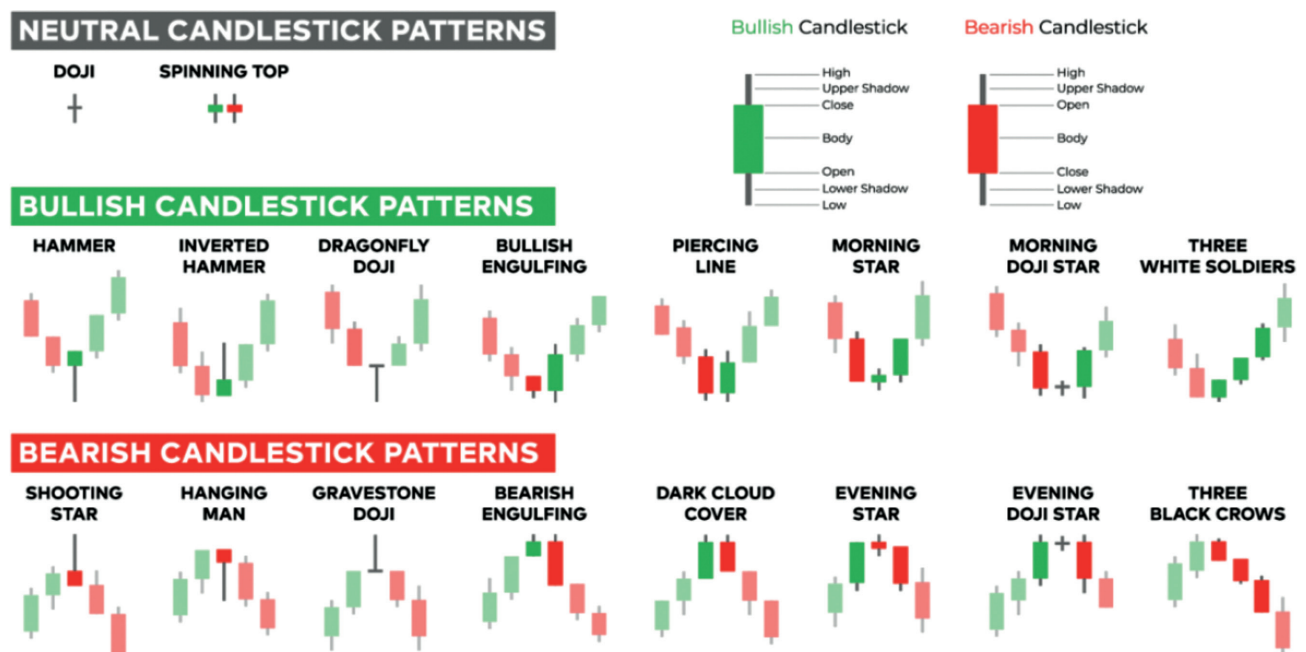 NEUTRAL CANDLESTICK PATTERNS
DOJI
SPINNING TOP
Bullish Candlestick
High
Upper Shadow
Close
Body
Open
Lower Shadow
Low
Bearish Candlestick
High
Upper Shadow
Open
Body
Close
Lower Shadow
Low
BULLISH CANDLESTICK PATTERNS
HAMMER
INVERTED
HAMMER
DRAGONFLY
DOJI
BULLISH
ENGULFING
PIERCING
LINE
MORNING
STAR
MORNING
DOJI STAR
THREE
WHITE SOLDIERS
BEARISH CANDLESTICK PATTERNS
SHOOTING
STAR
HANGING
MAN
GRAVESTONE
DOJI
BEARISH
ENGULFING
DARK CLOUD
COVER
EVENING
STAR
EVENING
DOJI STAR
THREE
BLACK CROWS